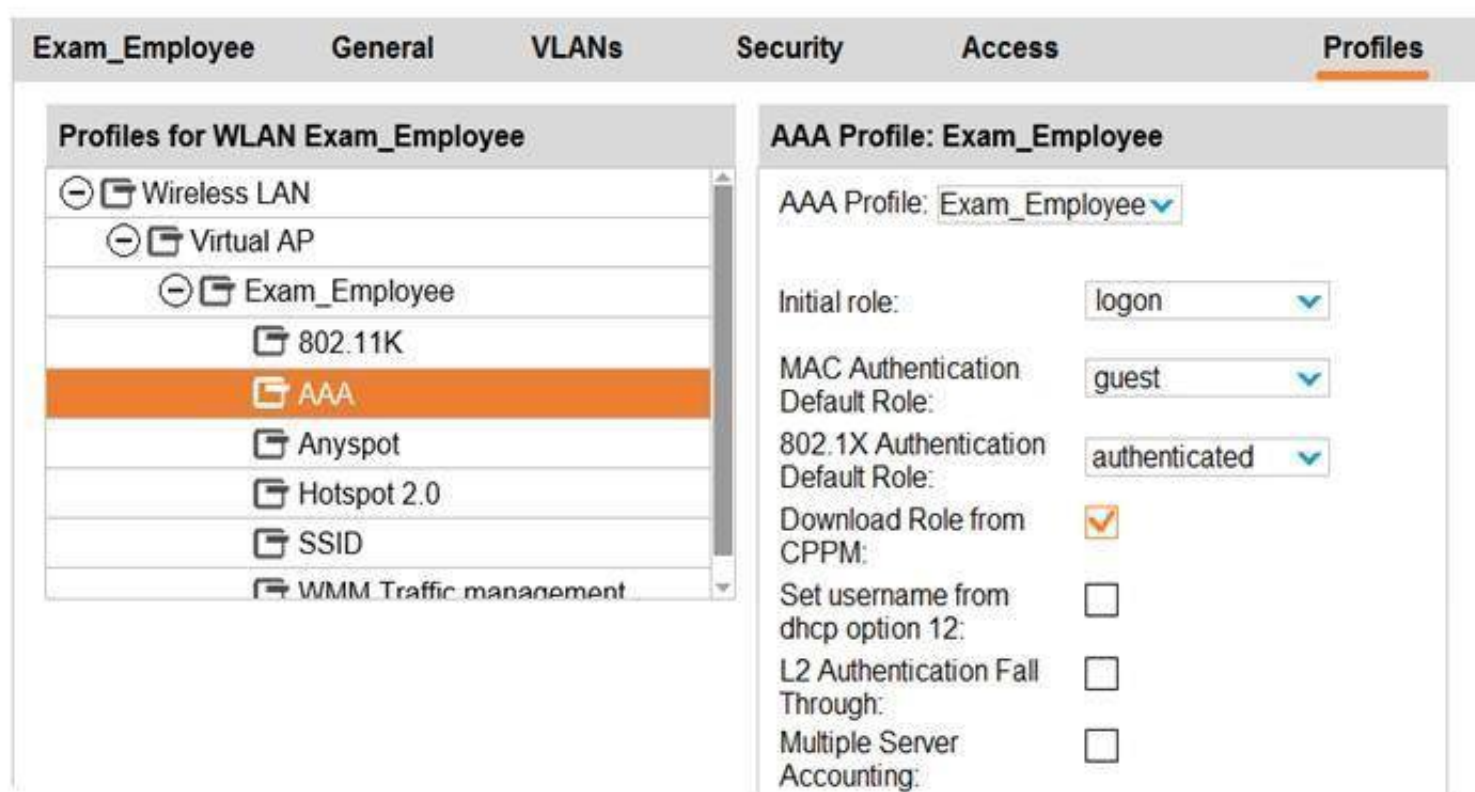 Exam_Employee General VLANs Security Access Profiles
Profiles for WLAN Exam_Employee
Wireless LAN
Virtual AP
Exam_Employee
802.11K
AAA
Anyspot
Hotspot 2.0
SSID
WMM Traffic management
AAA Profile: Exam_Employee
AAA Profile: Exam_Employee
Initial role: logon
MAC Authentication
Default Role: guest
802.1X Authentication
Default Role: authenticated
Download Role from
CPPM:
Set username from
dhcp option 12:
L2 Authentication Fall
Through:
Multiple Server
Accounting: